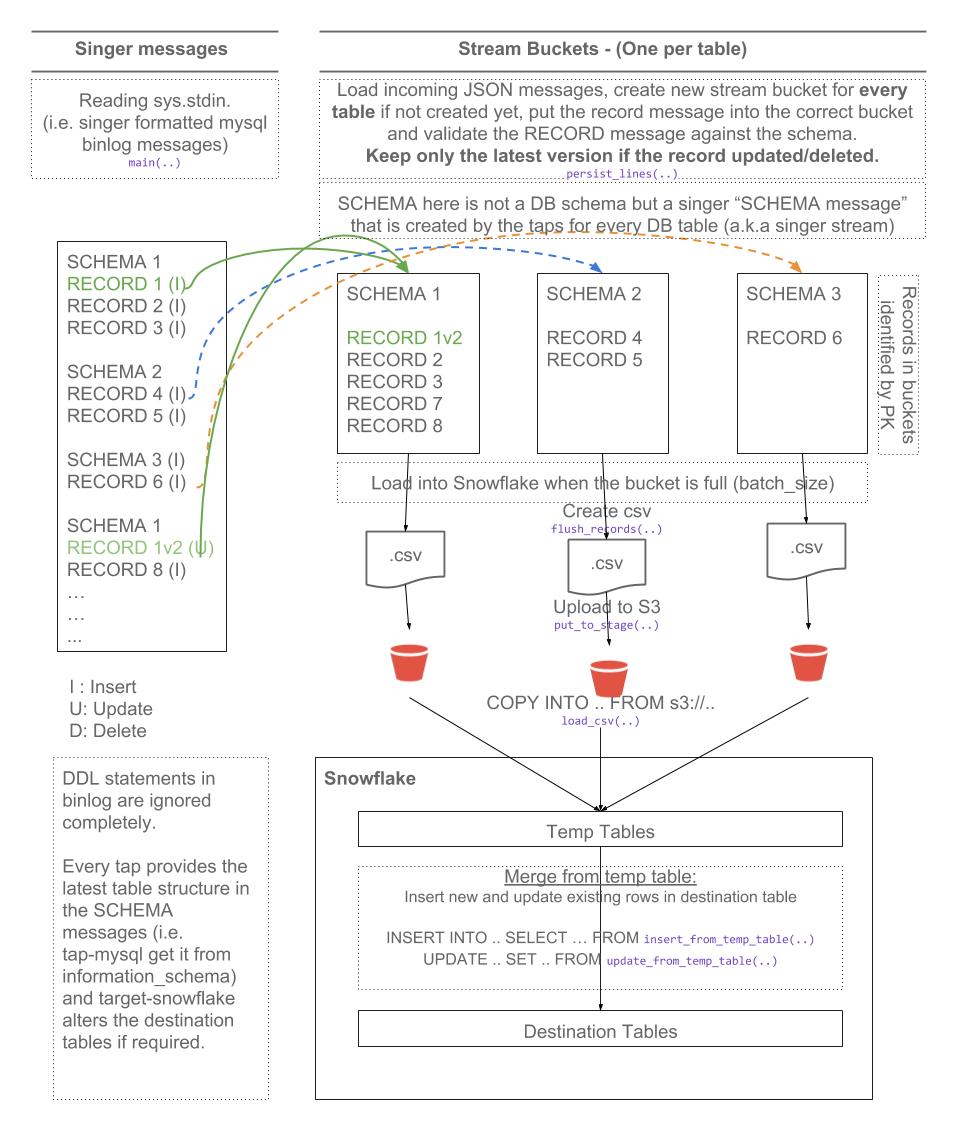 Singer messages
Stream Buckets - (One per table)
Reading sys.stdin.
(i.e. singer formatted mysql
binlog messages)
main(..)
Load incoming JSON messages, create new stream bucket for every
table if not created yet, put the record message into the correct bucket
and validate the RECORD message against the schema.
Keep only the latest version if the record updated/deleted.
persist_lines(..)
SCHEMA here is not a DB schema but a singer “SCHEMA message”
that is created by the taps for every DB table (a.k.a singer stream)
SCHEMA 1
RECORD 1 (I)
RECORD 2 (I)
RECORD 3 (I)
SCHEMA 2
RECORD 4 (I)
RECORD 5 (I)
SCHEMA 3 (I)
RECORD 6 (I)
SCHEMA 1
RECORD 1v2 (U)
RECORD 8 (I)
…
…
...
SCHEMA 1
RECORD 1v2
RECORD 2
RECORD 3
RECORD 7
RECORD 8
SCHEMA 2
RECORD 4
RECORD 5
SCHEMA 3
RECORD 6
Records in buckets
identified by PK
Load into Snowflake when the bucket is full (batch_size)
Create csv
flush_records(..)
.csv
.csv
.csv
Upload to S3
put_to_stage(..)
COPY INTO .. FROM s3://..
load_csv(..)
I : Insert
U: Update
D: Delete
DDL statements in
binlog are ignored
completely.
Every tap provides the
latest table structure in
the SCHEMA
messages (i.e.
tap-mysql get it from
information_schema)
and target-snowflake
alters the destination
tables if required.
Snowflake
Temp Tables
Merge from temp table:
Insert new and update existing rows in destination table
INSERT INTO .. SELECT … FROM insert_from_temp_table(..)
UPDATE .. SET .. FROM update_from_temp_table(..)
Destination Tables